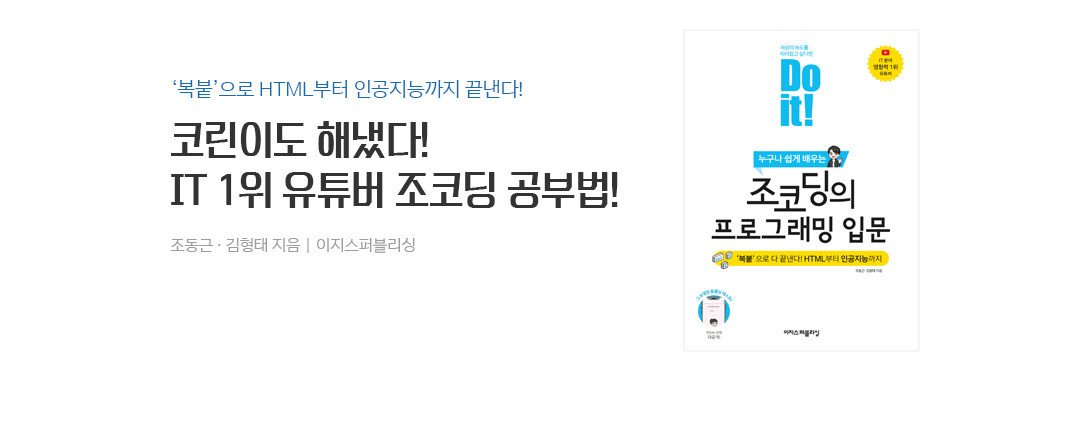 ‘복붙’으로 HTML부터 인공지능까지 끝낸다!
코린이도 해냈다!
IT 1위 유튜버 조코딩 공부법!
조동근 · 김형태 지음 | 이지스퍼블리싱
세상의 속도를
따라잡고 싶다면
Do
it!
IT 분야
영향력 1위
유튜버
누구나 쉽게 배우는
조코딩의
프로그래밍 입문
‘복붙’으로 다 끝낸다! HTML부터 인공지능까지
조동근·김형태 지음
이지스 퍼블리싱